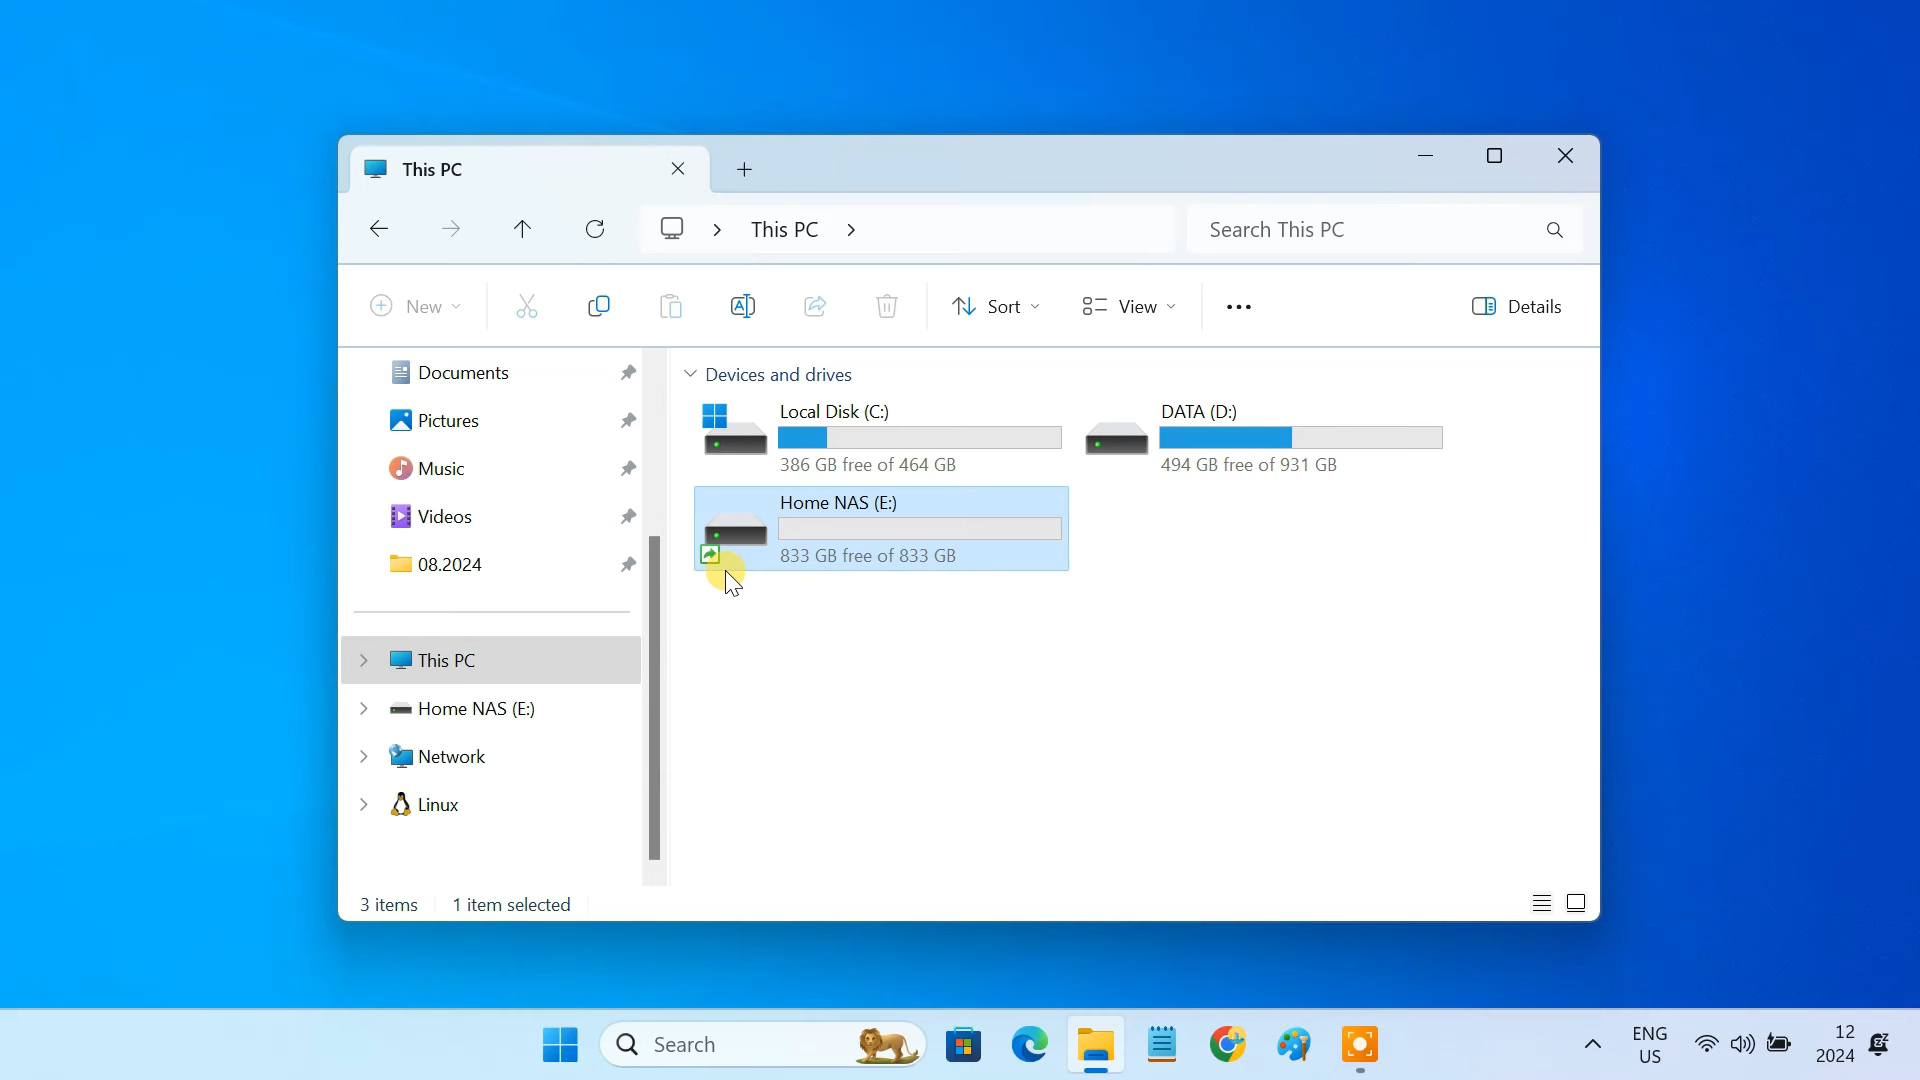 This PC
This PC
Search This PC
New
Sort
View
Details
Documents
Pictures
Music
Videos
08.2024
This PC
Home NAS (E:)
Network
Linux
Devices and drives
Local Disk (C:)
386 GB free of 464 GB
DATA (D:)
494 GB free of 931 GB
Home NAS (E:)
833 GB free of 833 GB
3 items
1 item selected
Search
ENG
US
12
2024